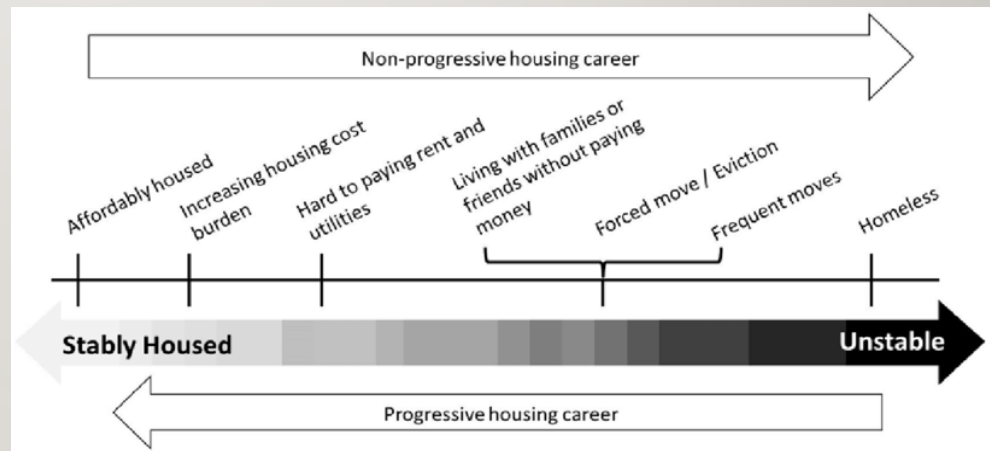 Non-progressive housing career
Affordably housed
Increasing housing cost
burden
Hard to paying rent and
utilities
Living with families or
friends without paying
money
Forced move / Eviction
Frequent moves
Homeless
Stably Housed
Unstable
Progressive housing career